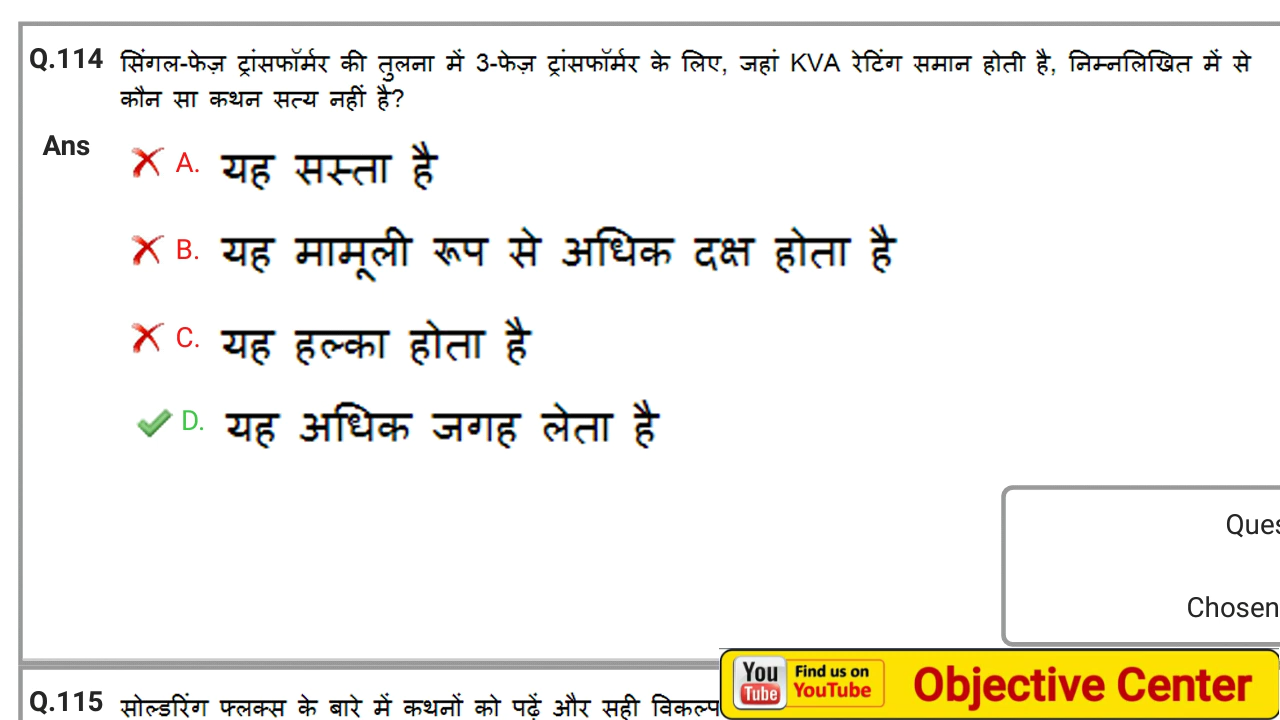 Q.114 सिंगल-फेज़ ट्रांसफॉर्मर की तुलना में 3-फेज़ ट्रांसफॉर्मर के लिए, जहां KVA रेटिंग समान होती है, निम्नलिखित में से
कौन सा कथन सत्य नहीं है?
Ans
A. यह सस्ता है
B. यह मामूली रूप से अधिक दक्ष होता है
C. यह हल्का होता है
D. यह अधिक जगह लेता है
Ques
Chosen
Q.115 सोल्डरिंग फ्लक्स के बारे में कथनों को पढ़ें और सही विकल्प
You Tube
Find us on
YouTube
Objective Center